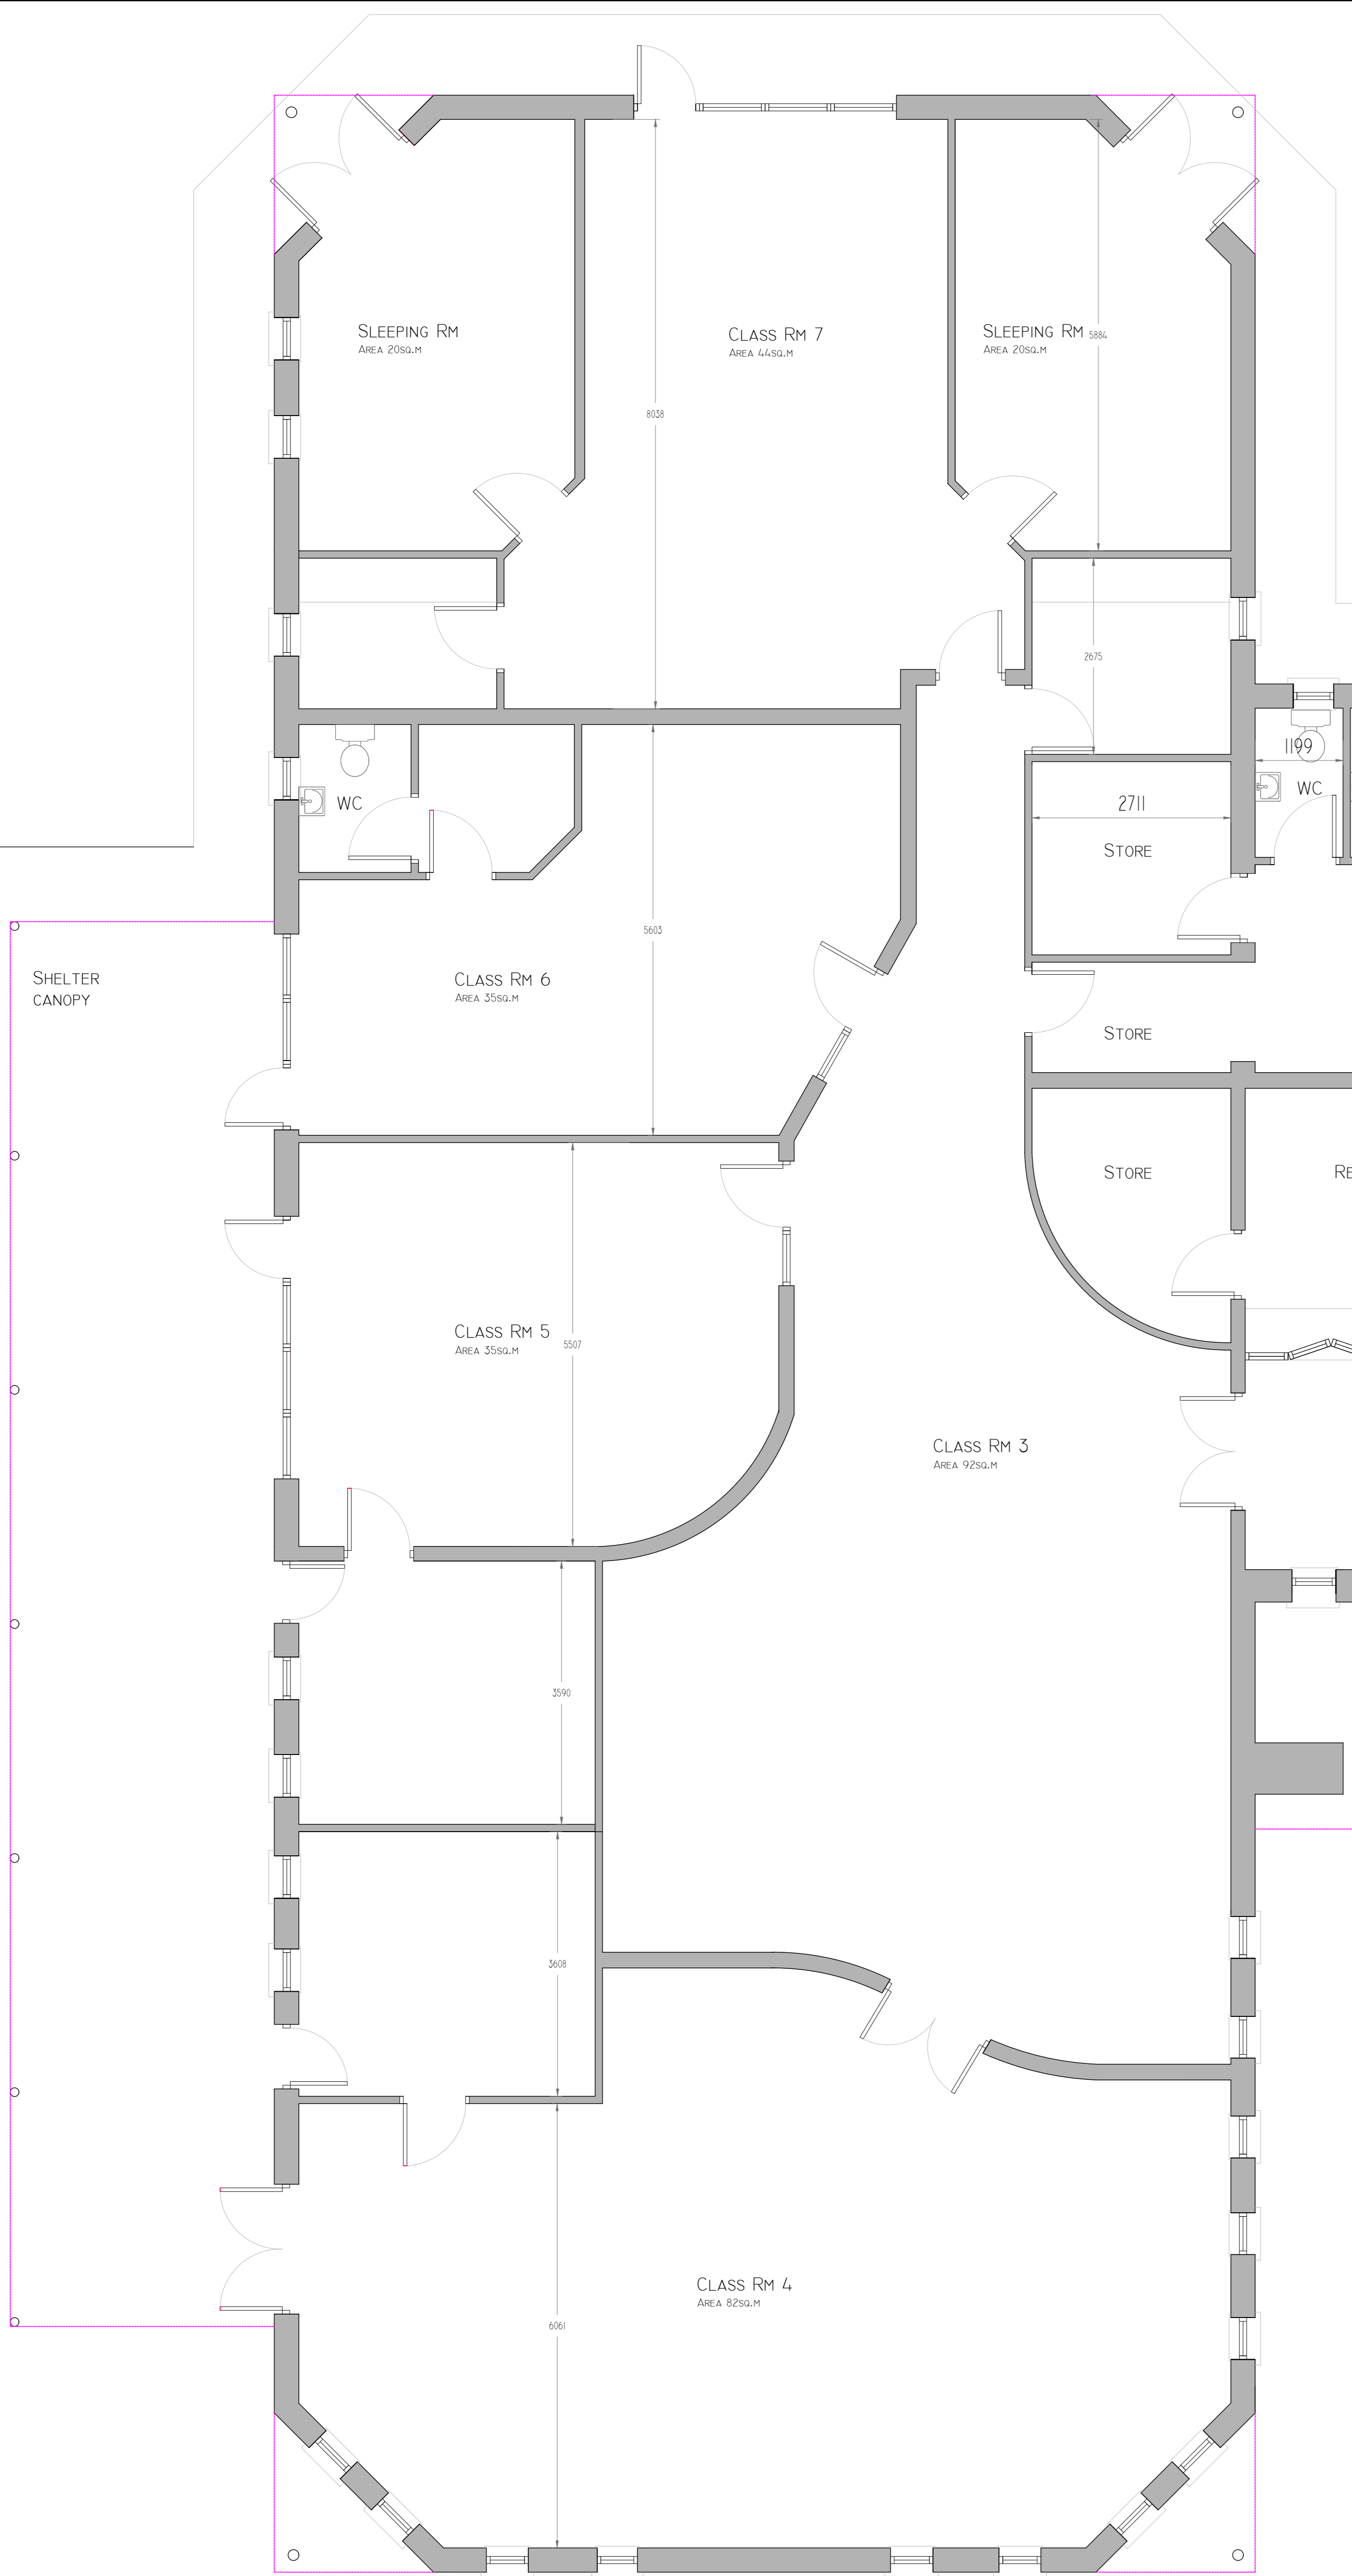 SLEEPING RM
AREA 20SQ.M
CLASS RM 7
AREA 44SQ.M
SLEEPING RM
AREA 20SQ.M
5884
8038
2675
1199
WC
WC
2711
STORE
5603
SHELTER
CANOPY
CLASS RM 6
AREA 35SQ.M
STORE
STORE
RE
CLASS RM 5
AREA 35SQ.M
5507
CLASS RM 3
AREA 92SQ.M
3590
3608
CLASS RM 4
AREA 82SQ.M
6061